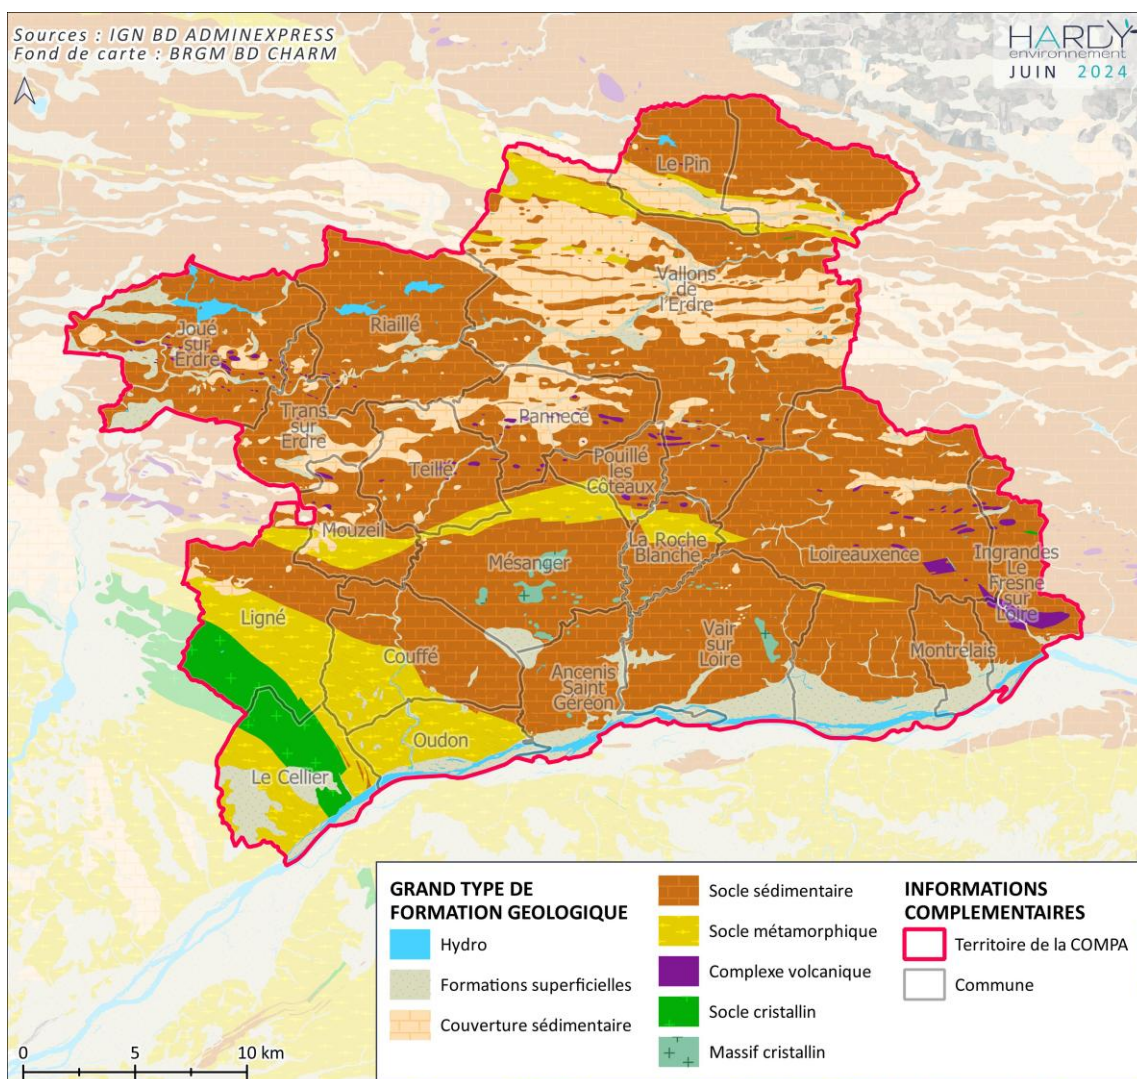 Sources : IGN BD ADMINEXPRESS
Fond de carte : BRGM BD CHARM
HARDY
environnement
JUIN 2024
Le Pin
Vallons
de
l'Erdre
Joué
sur
Erdre
Riaillé
Trans
sur
Erdre
Pannecé
Teillé
Pouillé
les
Côteaux
Mouzeil
La Roche
Blanche
Mésanger
Loireauxence
Ingrandes
Le
Fresne
sur
Loire
Ligné
Couffé
Vair
sur
Loire
Montrelais
Ancenis
Saint
Géréon
Oudon
Le Cellier
GRAND TYPE DE
FORMATION GEOLOGIQUE
Hydro
Formations superficielles
Couverture sédimentaire
Socle sédimentaire
Socle métamorphique
Complexe volcanique
Socle cristallin
Massif cristallin
INFORMATIONS
COMPLEMENTAIRES
Territoire de la COMPA
Commune
0 5 10 km